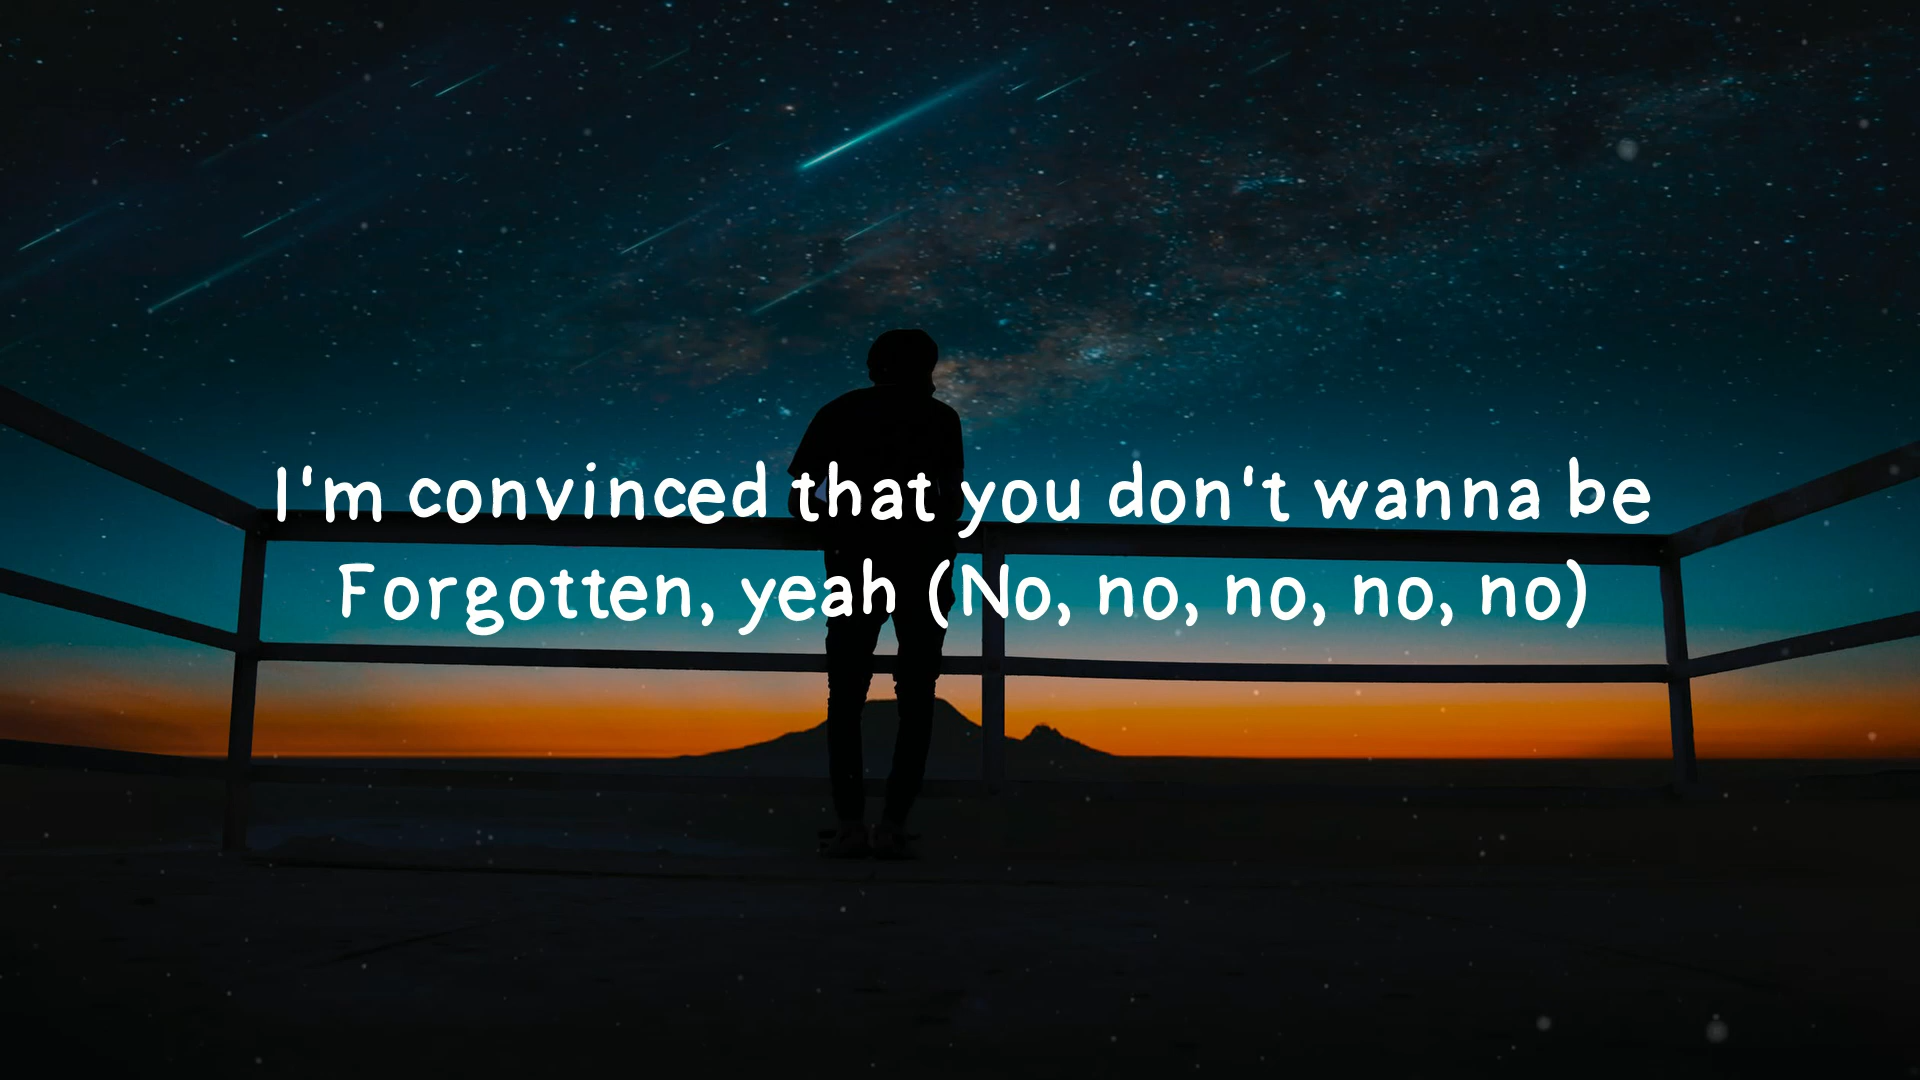 I'm convinced that you don't wanna be
Forgotten, yeah (No, no, no, no, no)